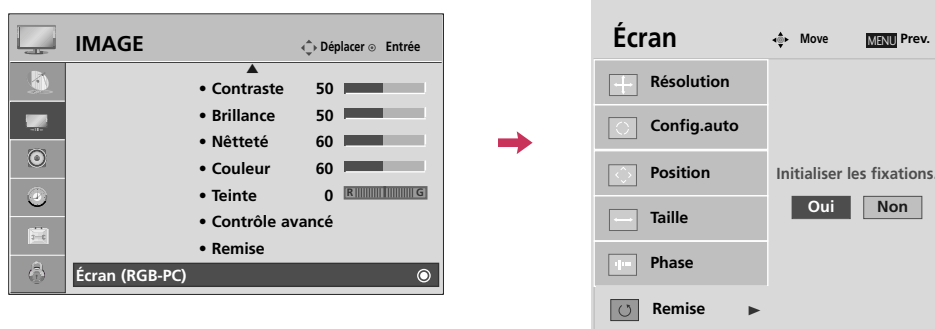 IMAGE
Déplacer Entrée
• Contraste 50
• Brillance 50
• Nêtteté 60
• Couleur 60
• Teinte 0 R G
• Contrôle avancé
• Remise
Écran (RGB-PC)
Écran
Move MENU Prev.
Résolution
Config.auto
Position
Taille
Phase
Remise
Initialiser les fixations.
Oui Non